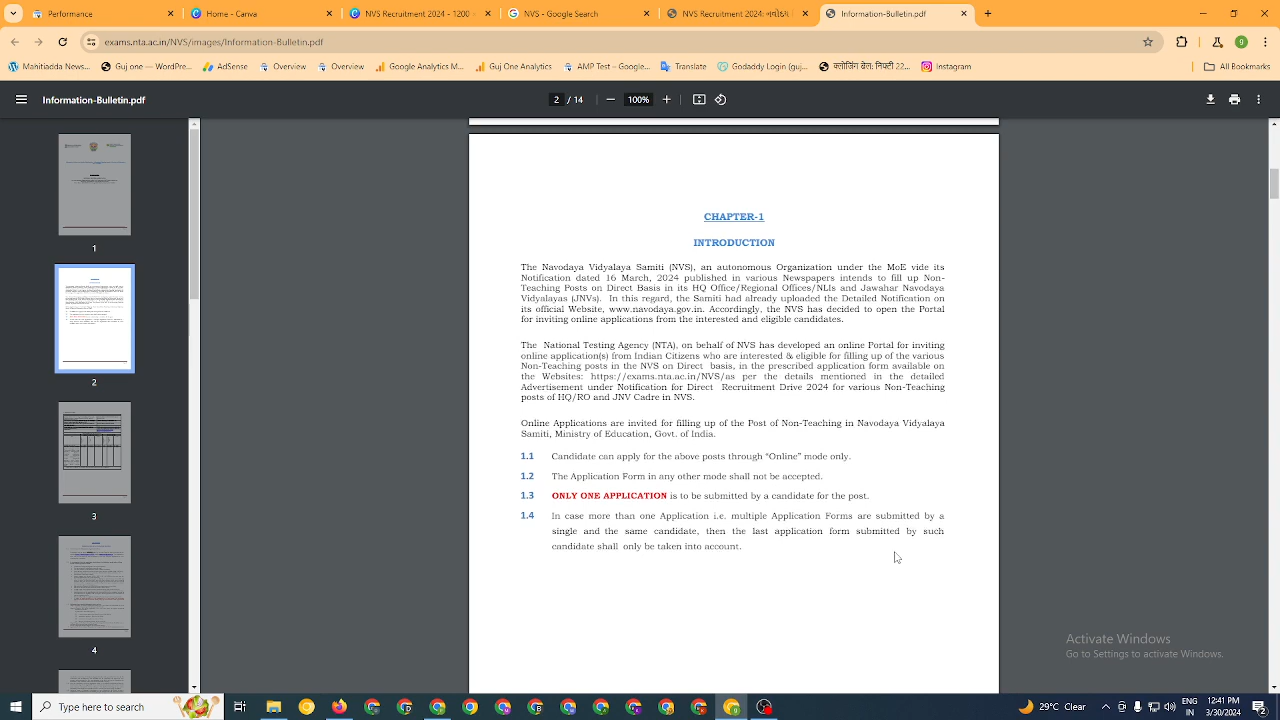 WordPress
Home - Canva
NVS Recruitment 2024 - 1200
NVS Recruitment - Search
NVS Recruitment 2024:
Information-Bulletin.pdf
exams.nta.ac.in/NVS/images/Information-Bulletin.pdf
g
Mahitiadda News...
Gujone — WordPre...
AdSense
Overview
Overview
Google Analytics M...
Guj One Analytics
AMP Test – Google...
Translate
Godaddy Login (guj...
Instagram
All Bookmarks
Information-Bulletin.pdf
2 / 14
100%
1
2
3
4
CHAPTER-1
INTRODUCTION
The Navodaya Vidyalaya Samiti (NVS), an autonomous Organization under the MoE vide its
Notification dated 16 March, 2024 published in various Newspapers intends to fill up Non-
Teaching Posts on Direct Basis in its HQ Office/Regional Offices/NLIs and Jawahar Navodaya
Vidyalayas (JNVs). In this regard, the Samiti had already uploaded the Detailed Notification on
its official Website, www.navodaya.gov.in. Accordingly, the NVS has decided to open the Portal
for inviting online applications from the interested and eligible candidates.
The National Testing Agency (NTA), on behalf of NVS has developed an online Portal for inviting
online application(s) from Indian Citizens who are interested & eligible for filling up of the various
Non-Teaching posts in the NVS on Direct basis, in the prescribed application form available on
the Websites: https://exams.nta.ac.in/NVS/as per the details mentioned in the detailed
Advertisement under Notification for Direct Recruitment Drive 2024 for various Non-Teaching
posts of HQ/RO and JNV Cadre in NVS.
Online Applications are invited for filling up of the Post of Non-Teaching in Navodaya Vidyalaya
Samiti, Ministry of Education, Govt. of India.
1.1 Candidate can apply for the above posts through “Online” mode only.
1.2 The Application Form in any other mode shall not be accepted.
1.3 ONLY ONE APPLICATION is to be submitted by a candidate for the post.
1.4 In case more than one Application i.e. multiple Application Forms are submitted by a
single and the same candidate, then the last application form submitted by such
candidate shall only be taken into account.
Activate Windows
Go to Settings to activate Windows.
Type here to search
29°C Clear
ENG
IN
12:41 PM
3/30/2024